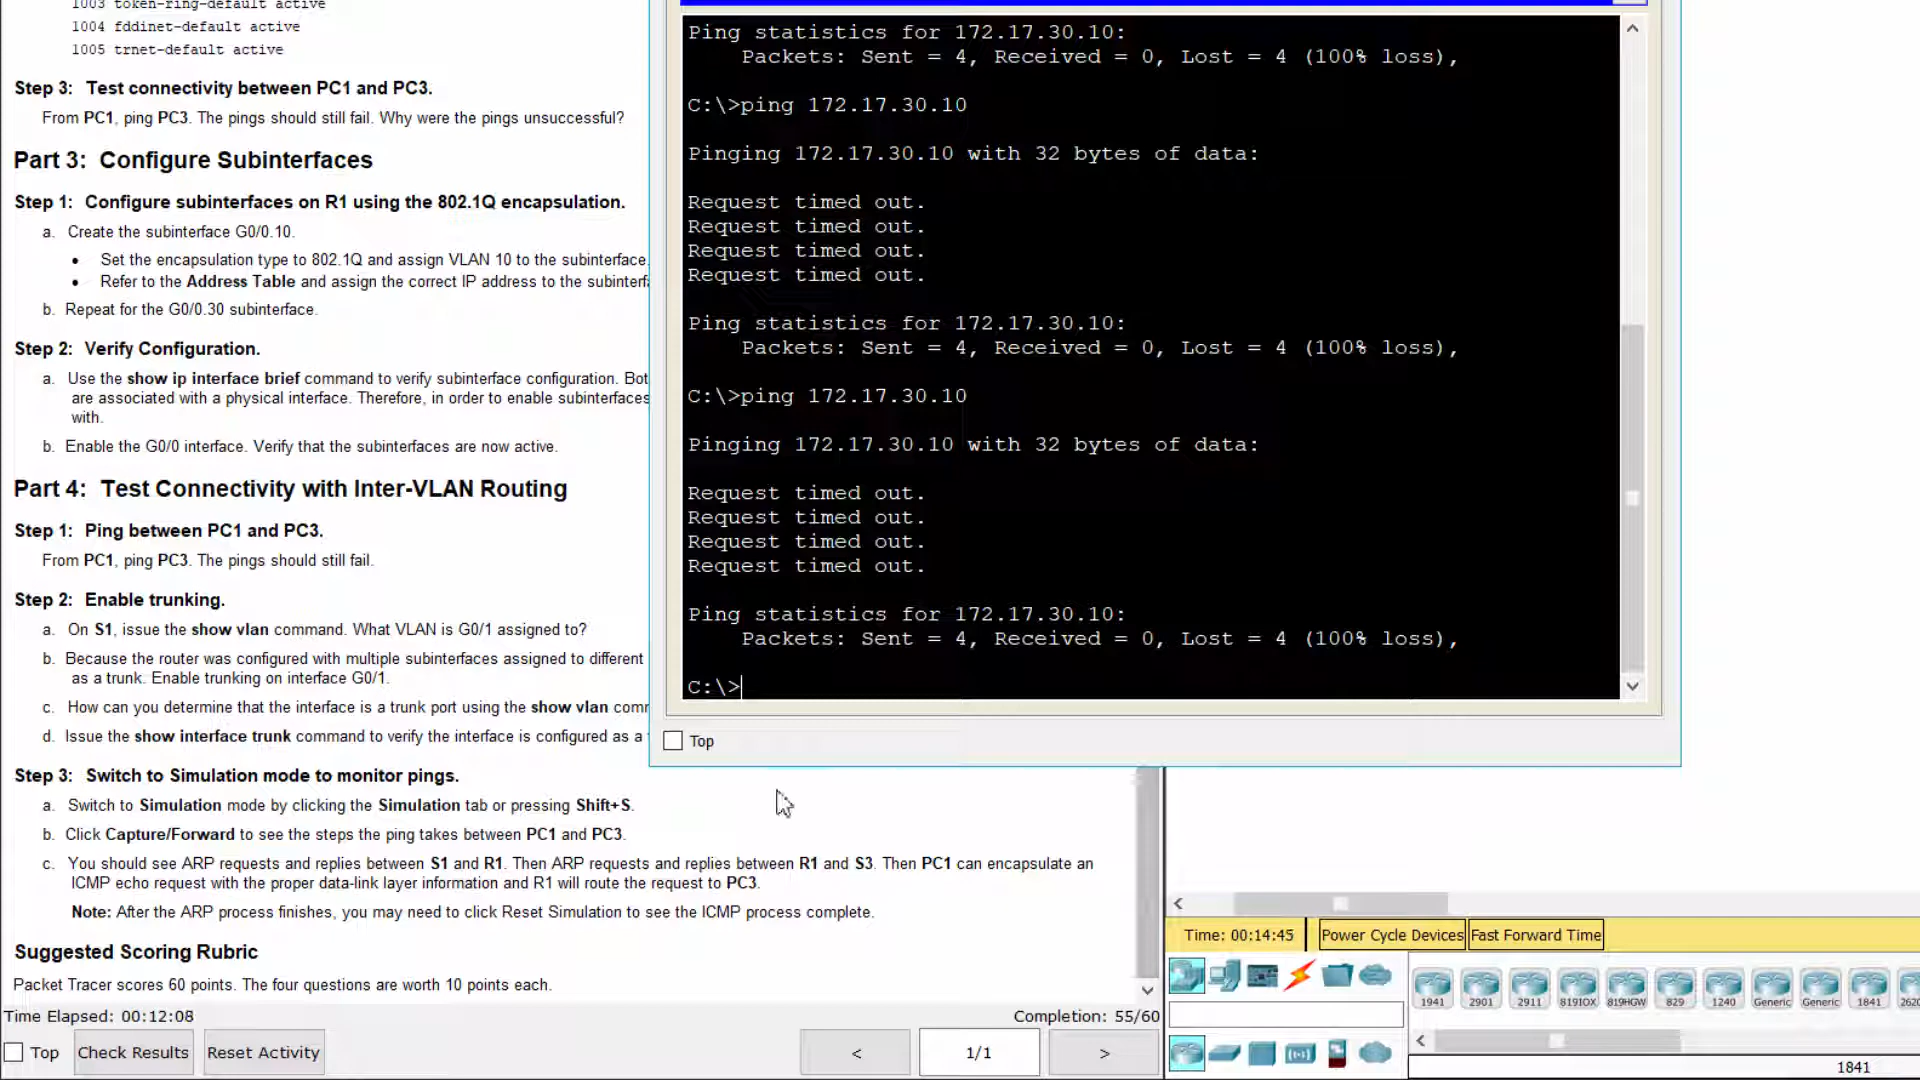 1003 token-ring-default active
1004 fddinet-default active
1005 trnet-default active
Step 3: Test connectivity between PC1 and PC3.
From PC1, ping PC3. The pings should still fail. Why were the pings unsuccessful?
Part 3: Configure Subinterfaces
Step 1: Configure subinterfaces on R1 using the 802.1Q encapsulation.
a. Create the subinterface G0/0.10.
• Set the encapsulation type to 802.1Q and assign VLAN 10 to the subinterface.
• Refer to the Address Table and assign the correct IP address to the subinterfa
b. Repeat for the G0/0.30 subinterface.
Step 2: Verify Configuration.
a. Use the show ip interface brief command to verify subinterface configuration. Bot
are associated with a physical interface. Therefore, in order to enable subinterfaces
with.
b. Enable the G0/0 interface. Verify that the subinterfaces are now active.
Part 4: Test Connectivity with Inter-VLAN Routing
Step 1: Ping between PC1 and PC3.
From PC1, ping PC3. The pings should still fail.
Step 2: Enable trunking.
a. On S1, issue the show vlan command. What VLAN is G0/1 assigned to?
b. Because the router was configured with multiple subinterfaces assigned to different
as a trunk. Enable trunking on interface G0/1.
c. How can you determine that the interface is a trunk port using the show vlan comm
d. Issue the show interface trunk command to verify the interface is configured as a
Step 3: Switch to Simulation mode to monitor pings.
a. Switch to Simulation mode by clicking the Simulation tab or pressing Shift+S.
b. Click Capture/Forward to see the steps the ping takes between PC1 and PC3.
c. You should see ARP requests and replies between S1 and R1. Then ARP requests and replies between R1 and S3. Then PC1 can encapsulate an
ICMP echo request with the proper data-link layer information and R1 will route the request to PC3.
Note: After the ARP process finishes, you may need to click Reset Simulation to see the ICMP process complete.
Suggested Scoring Rubric
Packet Tracer scores 60 points. The four questions are worth 10 points each.
Time Elapsed: 00:12:08
Completion: 55/60
Top
Check Results
Reset Activity
<
1/1
>
Ping statistics for 172.17.30.10:
Packets: Sent = 4, Received = 0, Lost = 4 (100% loss),
C:\>ping 172.17.30.10
Pinging 172.17.30.10 with 32 bytes of data:
Request timed out.
Request timed out.
Request timed out.
Request timed out.
Ping statistics for 172.17.30.10:
Packets: Sent = 4, Received = 0, Lost = 4 (100% loss),
C:\>ping 172.17.30.10
Pinging 172.17.30.10 with 32 bytes of data:
Request timed out.
Request timed out.
Request timed out.
Request timed out.
Ping statistics for 172.17.30.10:
Packets: Sent = 4, Received = 0, Lost = 4 (100% loss),
C:\>
Top
Time: 00:14:45
Power Cycle Devices
Fast Forward Time
1941
2901
2911
819IOX
819HGW
829
1240
Generic
Generic
1841
2620
1841